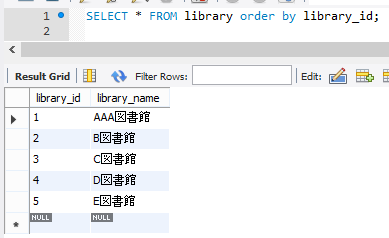 1 SELECT * FROM library order by library_id;
Result Grid Filter Rows: Edit:
library_id library_name
1 AAA図書館
2 B図書館
3 C図書館
4 D図書館
5 E図書館
NULL NULL